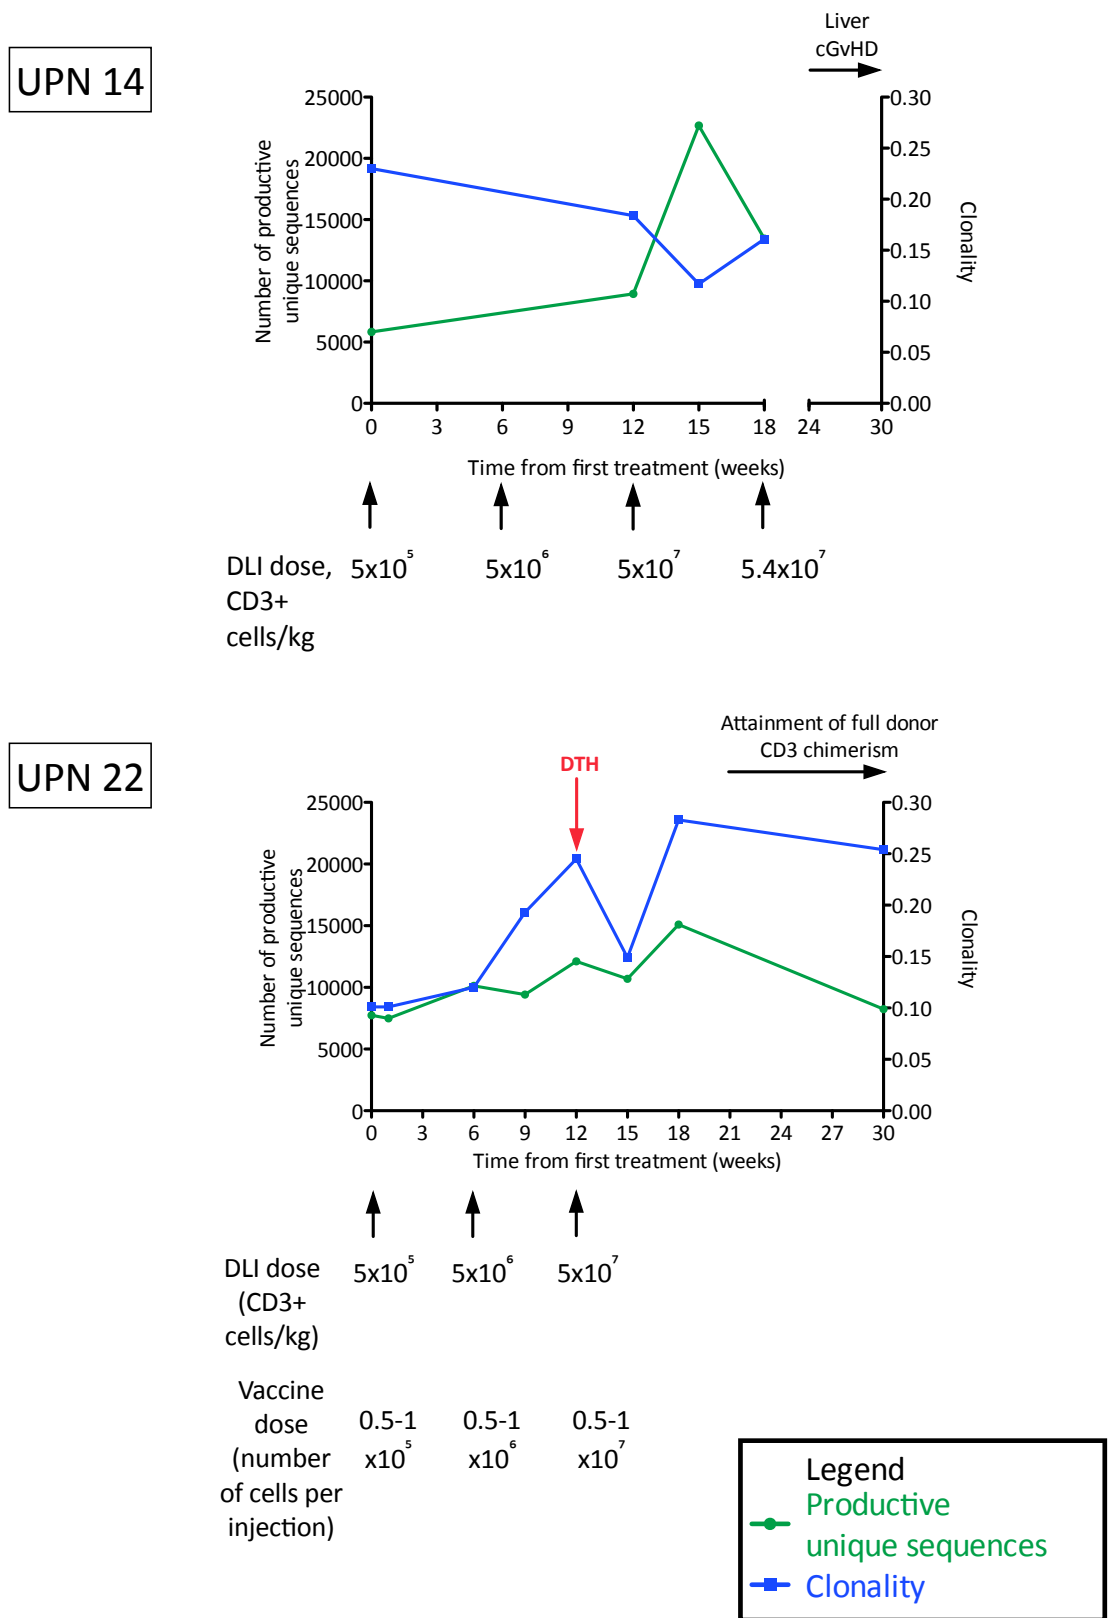 UPN 14
Liver
cGvHD
Number of productive
unique sequences
25000
20000
15000
10000
5000
0
0.30
0.25
0.20
0.15
0.10
0.05
0.00
Clonality
0 3 6 9 12 15 18 24 30
Time from first treatment (weeks)
DLI dose,
CD3+
cells/kg
5x10⁵ 5x10⁶ 5x10⁷ 5.4x10⁷
UPN 22
Attainment of full donor
CD3 chimerism
DTH
Number of productive
unique sequences
25000
20000
15000
10000
5000
0
0.30
0.25
0.20
0.15
0.10
0.05
0.00
Clonality
0 3 6 9 12 15 18 21 24 27 30
Time from first treatment (weeks)
DLI dose
(CD3+
cells/kg)
5x10⁵ 5x10⁶ 5x10⁷
Vaccine
dose
(number
of cells per
injection)
0.5-1 0.5-1 0.5-1
x10⁵ x10⁶ x10⁷
Legend
Productive
unique sequences
Clonality